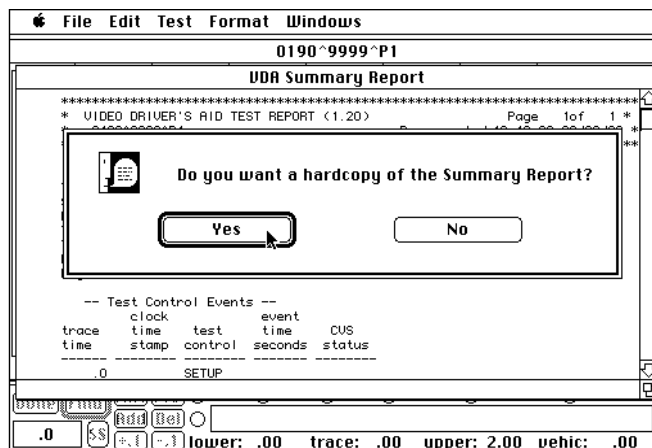 File Edit Test Format Windows
0190^9999^P1
VDA Summary Report
****************************************************************************
* VIDEO DRIVER'S AID TEST REPORT (1.20) Page 1of 1 *
Do you want a hardcopy of the Summary Report?
Yes No
-- Test Control Events --
clock event
trace time test time CVS
time stamp control seconds status
------- -------- -------- -------- --------
.0 SETUP
Add Del
.0 $$ lower: .00 trace: .00 upper: 2.00 vehic: .00